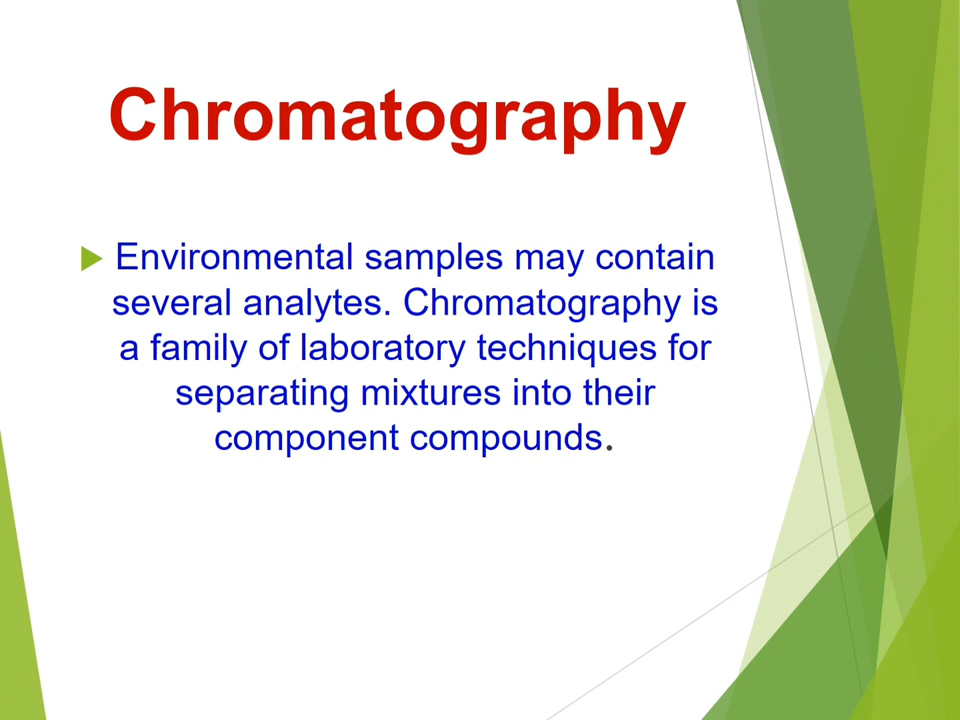 Chromatography
Environmental samples may contain
several analytes. Chromatography is
a family of laboratory techniques for
separating mixtures into their
component compounds.